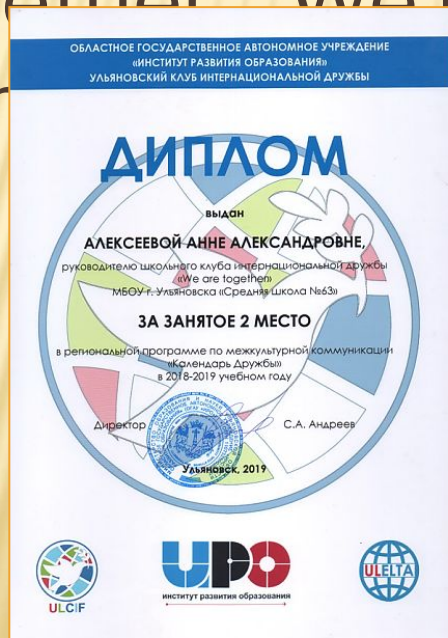 ОБЛАСТНОЕ ГОСУДАРСТВЕННОЕ АВТОНОМНОЕ УЧРЕЖДЕНИЕ
«ИНСТИТУТ РАЗВИТИЯ ОБРАЗОВАНИЯ»
УЛЬЯНОВСКИЙ КЛУБ ИНТЕРНАЦИОНАЛЬНОЙ ДРУЖБЫ
ДИПЛОМ
выдан
АЛЕКСЕЕВОЙ АННЕ АЛЕКСАНДРОВНЕ,
руководителю школьного клуба интернациональной дружбы
«We are together»
МБОУ г. Ульяновска «Средняя школа №63»
ЗА ЗАНЯТОЕ 2 МЕСТО
в региональной программе по межкультурной коммуникации
«Календарь Дружбы»
в 2018-2019 учебном году
Директор С.А. Андреев
Ульяновск, 2019
ULCIF
ИРО
институт развития образования
ULELTA